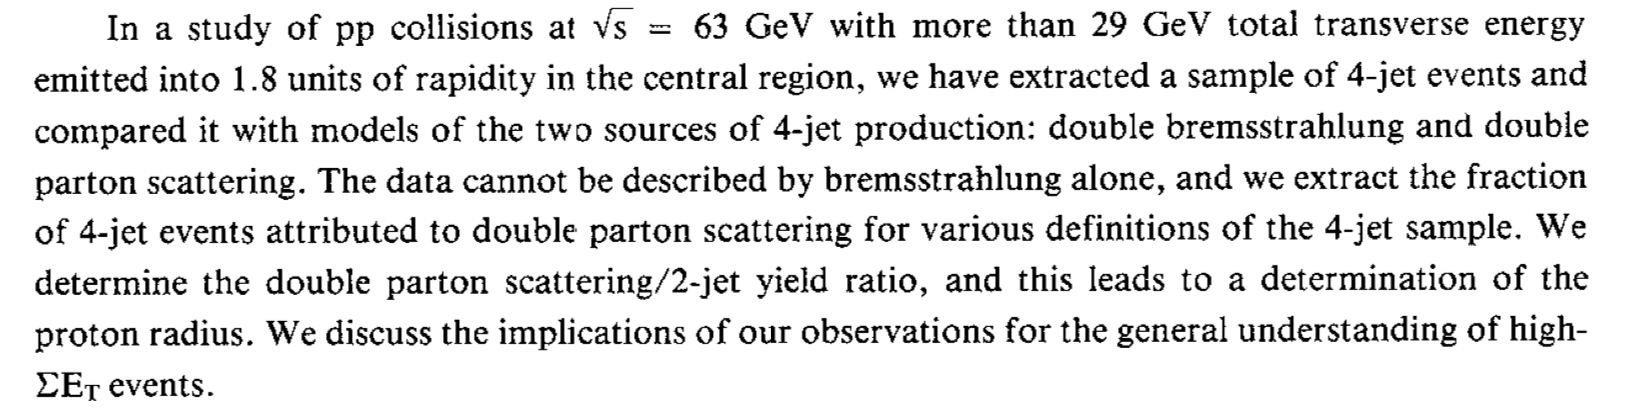 In a study of pp collisions at √s = 63 GeV with more than 29 GeV total transverse energy
emitted into 1.8 units of rapidity in the central region, we have extracted a sample of 4-jet events and
compared it with models of the two sources of 4-jet production: double bremsstrahlung and double
parton scattering. The data cannot be described by bremsstrahlung alone, and we extract the fraction
of 4-jet events attributed to double parton scattering for various definitions of the 4-jet sample. We
determine the double parton scattering/2-jet yield ratio, and this leads to a determination of the
proton radius. We discuss the implications of our observations for the general understanding of high-
ΣE_T events.